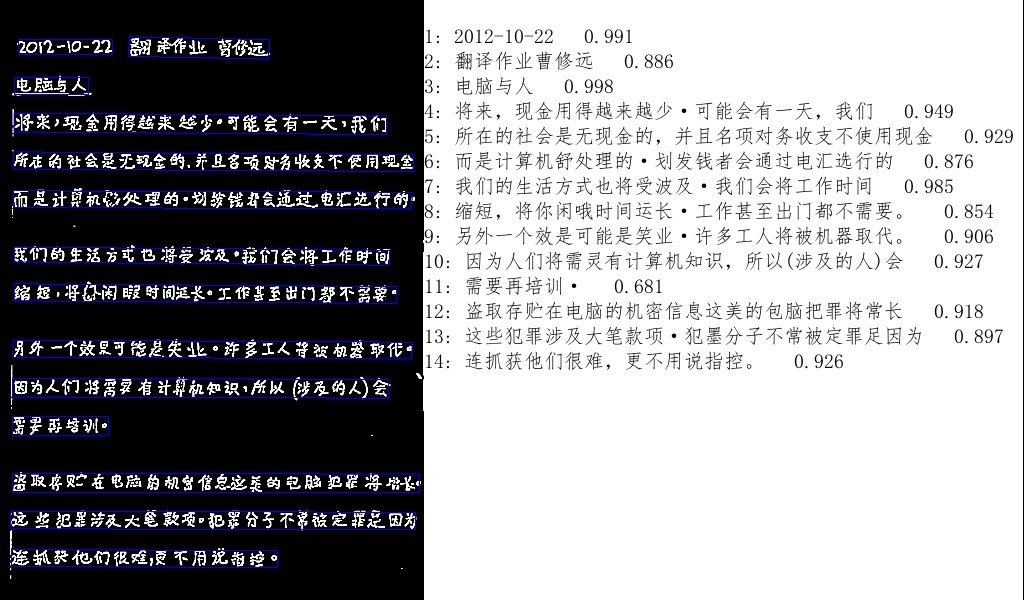 2012-10-22 翻译作业 曹修远
电脑与人
将来,现金用得越来越少。可能会有一天,我们
所在的社会是无现金的,并且各项财务收支不使用现金
而是计算机处理的。划发钱者会通过电汇进行的。
我们的生活方式也将受波及。我们会将工作时间
缩短,将休闲暇时间延长。工作甚至出门都不需要。
另外一个效果可能是失业。许多工人将被机器取代。
因为人们将需要有计算机知识,所以(涉及的人)会
需要再培训。
盗取存贮在电脑的机密信息这类的电脑犯罪将增长。
这些犯罪涉及大笔款项。犯罪分子不常被定罪是因为
连抓获他们很难,更不用说指控。
1: 2012-10-22 0.991
2: 翻译作业曹修远 0.886
3: 电脑与人 0.998
4: 将来,现金用得越来越少·可能会有一天,我们 0.949
5: 所在的社会是无现金的,并且名项对务收支不使用现金 0.929
6: 而是计算机舒处理的·划发钱者会通过电汇选行的 0.876
7: 我们的生活方式也将受波及·我们会将工作时间 0.985
8: 缩短,将你闲哦时间运长·工作甚至出门都不需要。 0.854
9: 另外一个效是可能是笑业·许多工人将被机器取代。 0.906
10: 因为人们将需灵有计算机知识,所以(涉及的人)会 0.927
11: 需要再培训· 0.681
12: 盗取存贮在电脑的机密信息这美的包脑把罪将常长 0.918
13: 这些犯罪涉及大笔款项·犯墨分子不常被定罪足因为 0.897
14: 连抓获他们很难,更不用说指控。 0.926